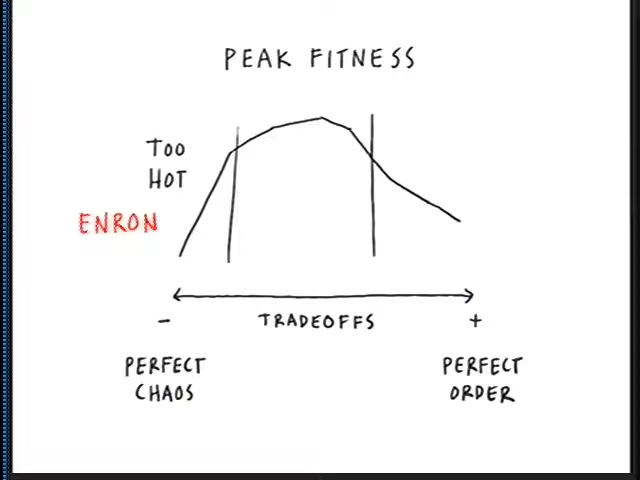 PEAK FITNESS
TOO
HOT
ENRON
- TRADEOFFS +
PERFECT
CHAOS
PERFECT
ORDER